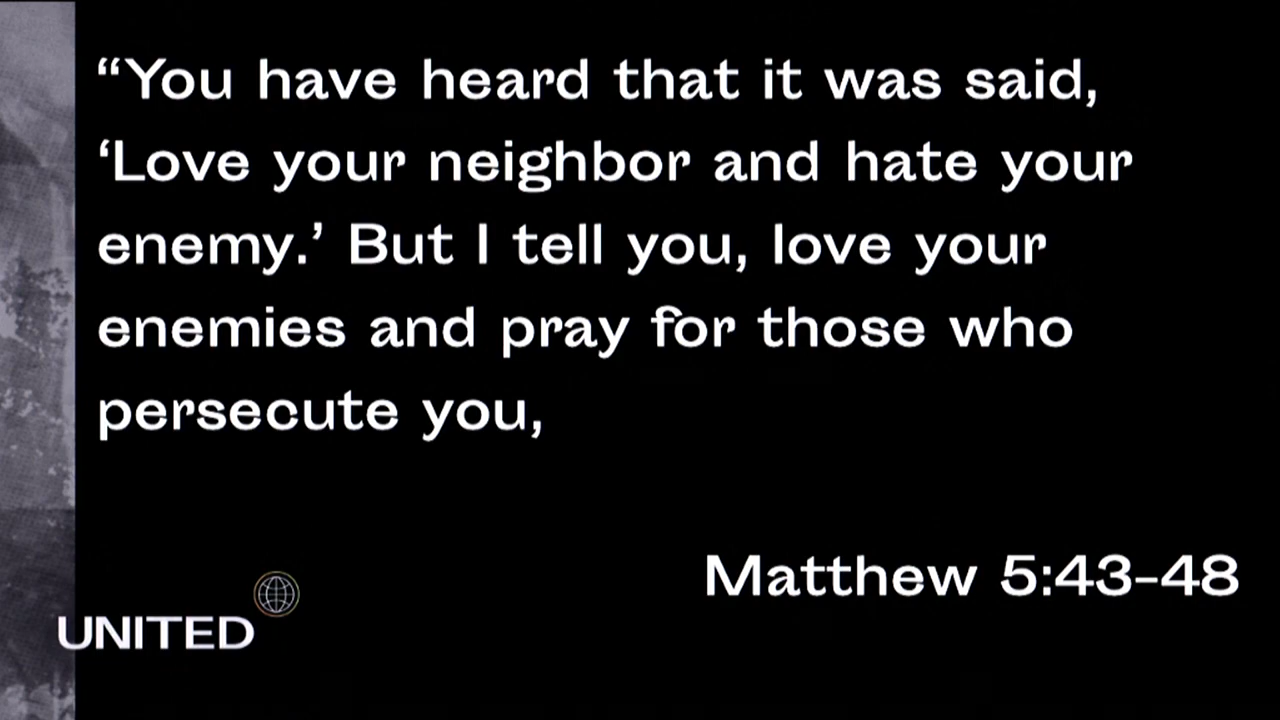 “You have heard that it was said,
‘Love your neighbor and hate your
enemy.’ But I tell you, love your
enemies and pray for those who
persecute you,
Matthew 5:43–48
UNITED